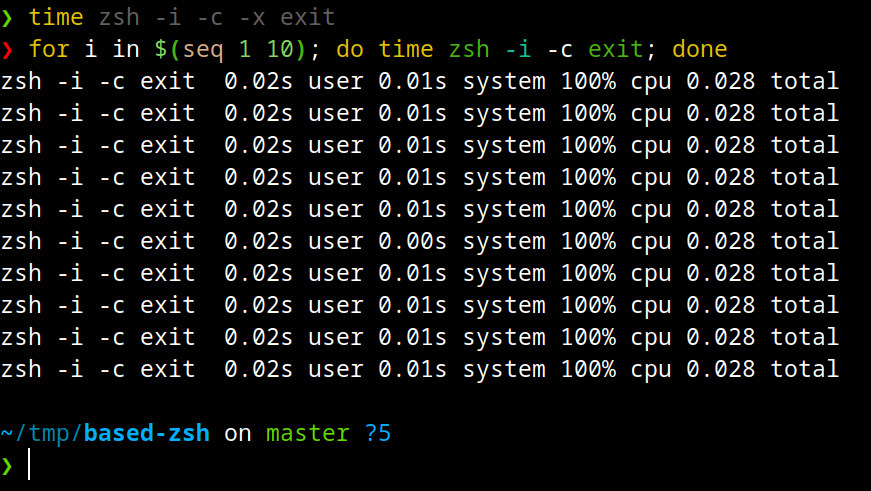 ❯ time zsh -i -c -x exit
❯ for i in $(seq 1 10); do time zsh -i -c exit; done
zsh -i -c exit  0.02s user 0.01s system 100% cpu 0.028 total
zsh -i -c exit  0.02s user 0.01s system 100% cpu 0.028 total
zsh -i -c exit  0.02s user 0.01s system 100% cpu 0.028 total
zsh -i -c exit  0.02s user 0.01s system 100% cpu 0.028 total
zsh -i -c exit  0.02s user 0.01s system 100% cpu 0.028 total
zsh -i -c exit  0.02s user 0.00s system 100% cpu 0.028 total
zsh -i -c exit  0.02s user 0.01s system 100% cpu 0.028 total
zsh -i -c exit  0.02s user 0.01s system 100% cpu 0.028 total
zsh -i -c exit  0.02s user 0.01s system 100% cpu 0.028 total
zsh -i -c exit  0.02s user 0.01s system 100% cpu 0.028 total
~/tmp/based-zsh on master ?5
❯